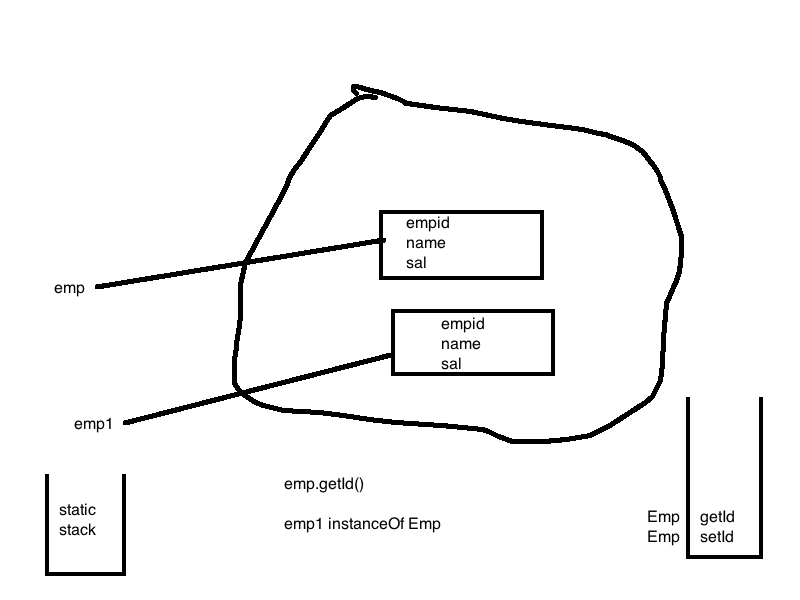 empid
name
sal
emp
empid
name
sal
emp1
emp.getId()
static
stack
emp1 instanceOf Emp
Emp getId
Emp setId